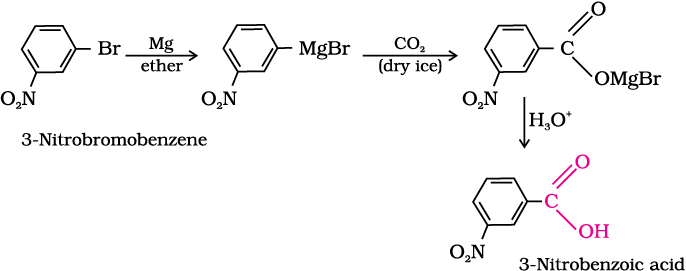 Br
Mg
ether
MgBr
CO₂
(dry ice)
O
C
OMgBr
O₂N
O₂N
O₂N
3-Nitrobromobenzene
H₃O⁺
O
C
OH
O₂N
3-Nitrobenzoic acid